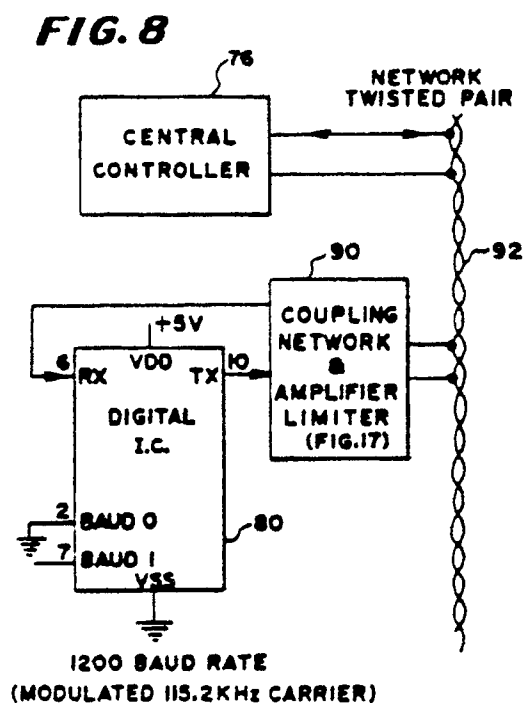 FIG. 8
76
NETWORK
TWISTED PAIR
CENTRAL
CONTROLLER
90
92
+5V
COUPLING
NETWORK
&
AMPLIFIER
LIMITER
(FIG.17)
6
VDD
10
RX
TX
DIGITAL
I.C.
2
BAUD 0
80
7
BAUD 1
VSS
1200 BAUD RATE
(MODULATED 115.2KHz CARRIER)